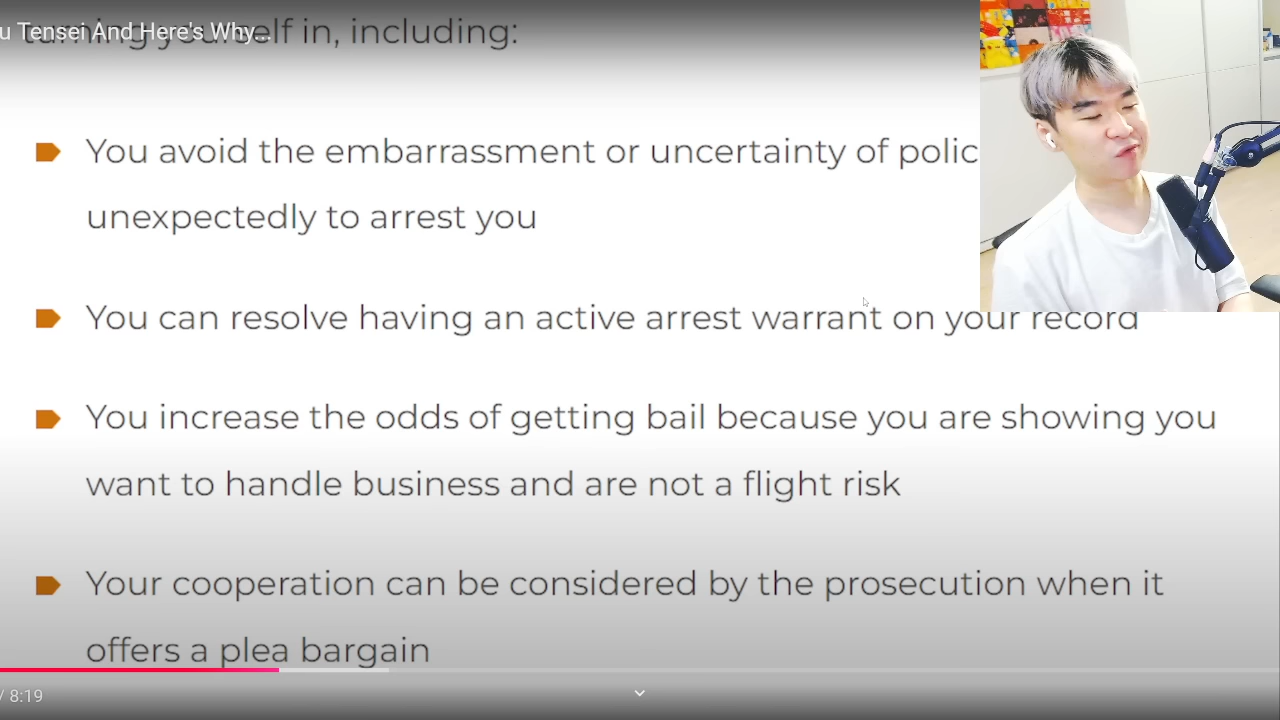 u Tensei And Here's Why...
turning yourself in, including:
You avoid the embarrassment or uncertainty of polic
unexpectedly to arrest you
You can resolve having an active arrest warrant on your record
You increase the odds of getting bail because you are showing you
want to handle business and are not a flight risk
Your cooperation can be considered by the prosecution when it
offers a plea bargain
/ 8:19